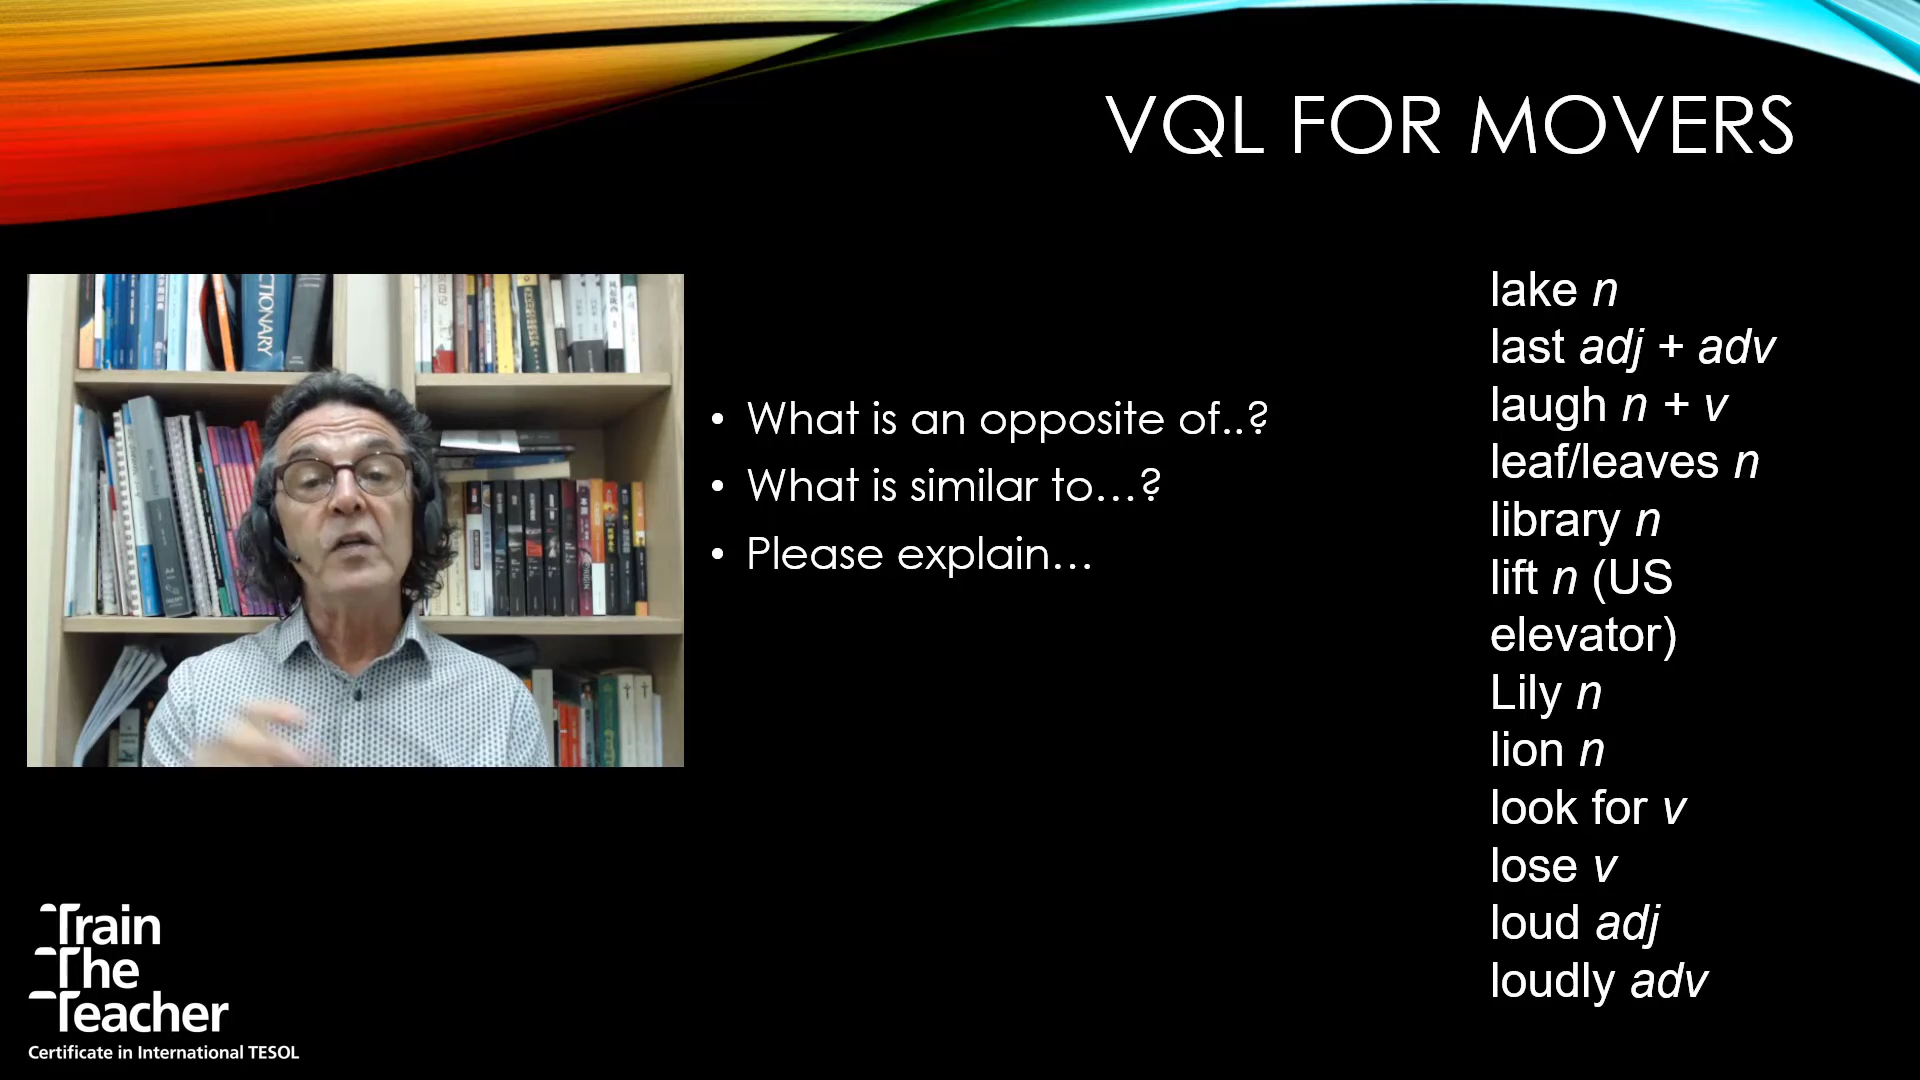 VQL FOR MOVERS
• What is an opposite of..?
• What is similar to…?
• Please explain…
lake n
last adj + adv
laugh n + v
leaf/leaves n
library n
lift n (US
elevator)
Lily n
lion n
look for v
lose v
loud adj
loudly adv
CTIONARY
Train
The
Teacher
Certificate in International TESOL